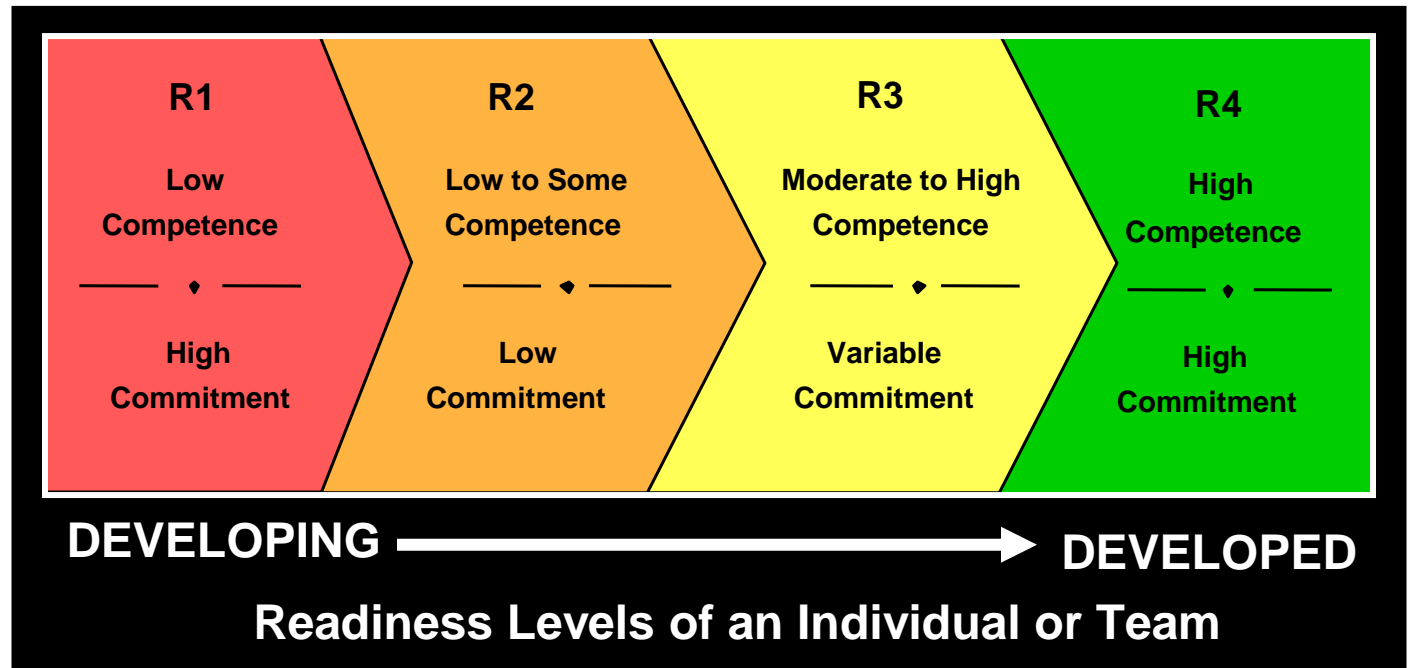 R1
Low
Competence
High
Commitment
R2
Low to Some
Competence
Low
Commitment
R3
Moderate to High
Competence
Variable
Commitment
R4
High
Competence
High
Commitment
DEVELOPING
DEVELOPED
Readiness Levels of an Individual or Team